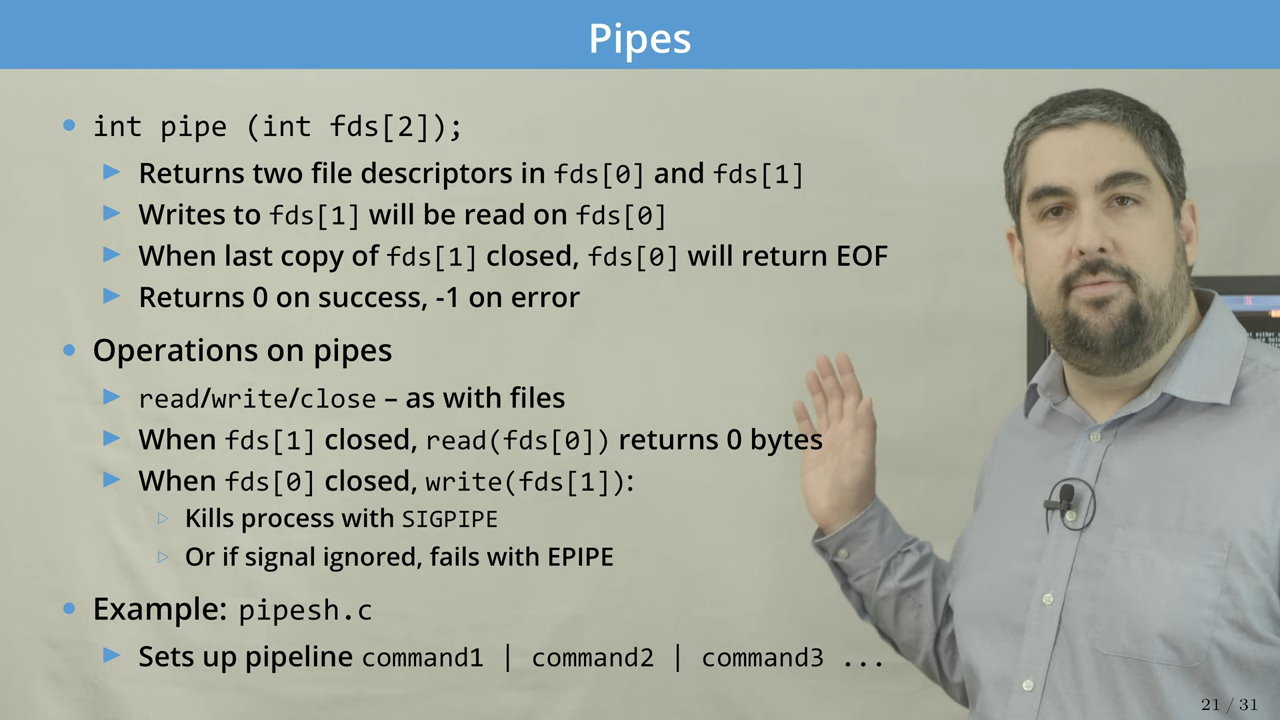 Pipes
int pipe (int fds[2]);
Returns two file descriptors in fds[0] and fds[1]
Writes to fds[1] will be read on fds[0]
When last copy of fds[1] closed, fds[0] will return EOF
Returns 0 on success, -1 on error
Operations on pipes
read/write/close – as with files
When fds[1] closed, read(fds[0]) returns 0 bytes
When fds[0] closed, write(fds[1]):
Kills process with SIGPIPE
Or if signal ignored, fails with EPIPE
Example: pipesh.c
Sets up pipeline command1 | command2 | command3 ...
21 / 31